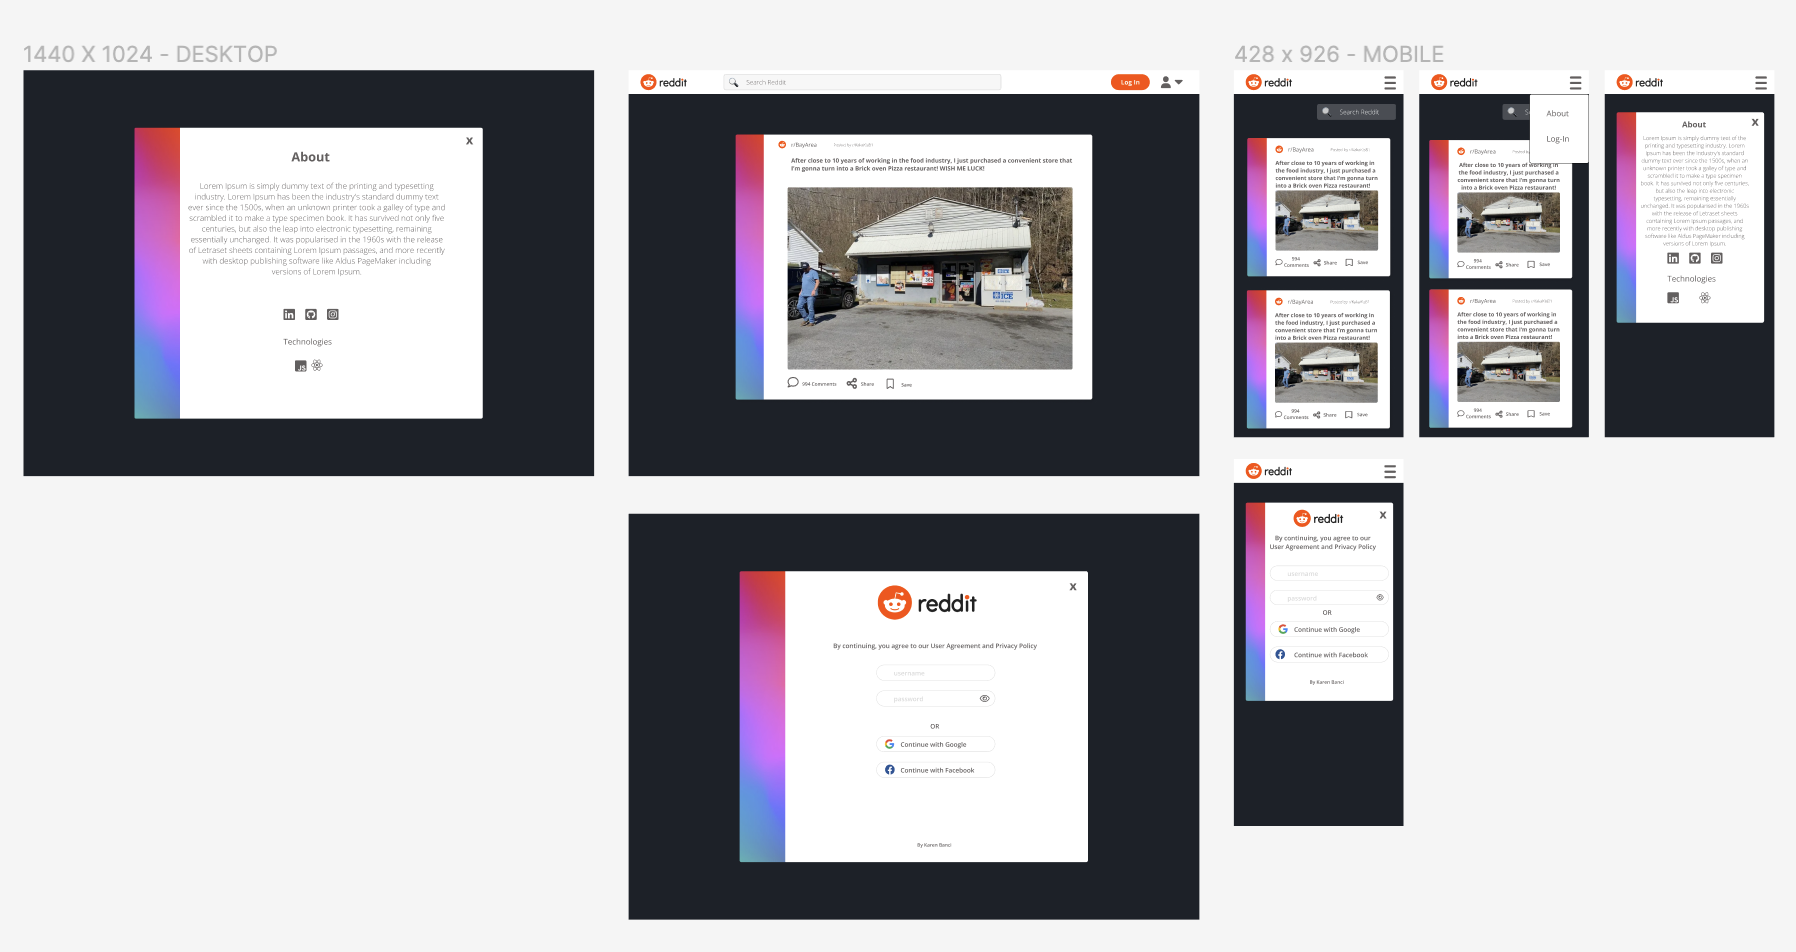 1440 X 1024 - DESKTOP
x
About
Lorem Ipsum is simply dummy text of the printing and typesetting
industry. Lorem Ipsum has been the industry's standard dummy text
ever since the 1500s, when an unknown printer took a galley of type and
scrambled it to make a type specimen book. It has survived not only five
centuries, but also the leap into electronic typesetting, remaining
essentially unchanged. It was popularised in the 1960s with the release
of Letraset sheets containing Lorem Ipsum passages, and more recently
with desktop publishing software like Aldus PageMaker including
versions of Lorem Ipsum.
in
Technologies
JS
reddit
Search Reddit
Log In
r/BayArea
After close to 10 years of working in the food industry, I just purchased a convenient store that
I'm gonna turn into a Brick oven Pizza restaurant! WISH ME LUCK!
ICE
994 Comments
Share
Save
x
reddit
By continuing, you agree to our User Agreement and Privacy Policy
username
password
OR
Continue with Google
Continue with Facebook
By Karen Banci
428 x 926 - MOBILE
reddit
Search Reddit
r/BayArea
After close to 10 years of working in
the food industry, I just purchased a
convenient store that I'm gonna turn
into a Brick oven Pizza restaurant!
994
Comments
Share
Save
r/BayArea
After close to 10 years of working in
the food industry, I just purchased a
convenient store that I'm gonna turn
into a Brick oven Pizza restaurant!
994
Comments
Share
Save
reddit
About
Log-In
r/BayArea
After close to 10 years of working in
the food industry, I just purchased a
convenient store that I'm gonna turn
into a Brick oven Pizza restaurant!
994
Comments
Share
Save
r/BayArea
After close to 10 years of working in
the food industry, I just purchased a
convenient store that I'm gonna turn
into a Brick oven Pizza restaurant!
994
Comments
Share
Save
reddit
x
About
Lorem Ipsum is simply dummy text of the
printing and typesetting industry. Lorem
Ipsum has been the industry's standard
dummy text ever since the 1500s, when an
unknown printer took a galley of type and
scrambled it to make a type specimen
book. It has survived not only five centuries,
but also the leap into electronic
typesetting, remaining essentially
unchanged. It was popularised in the 1960s
with the release of Letraset sheets
containing Lorem Ipsum passages, and
more recently with desktop publishing
software like Aldus PageMaker including
versions of Lorem Ipsum.
in
Technologies
JS
reddit
x
reddit
By continuing, you agree to our
User Agreement and Privacy Policy
username
password
OR
Continue with Google
Continue with Facebook
By Karen Banci